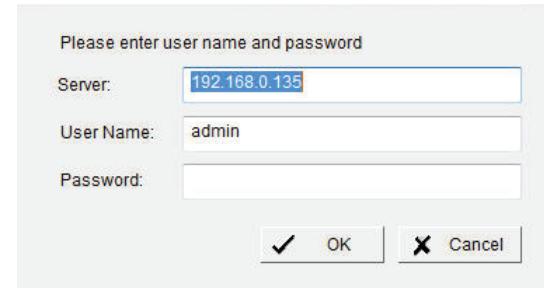 Please enter user name and password
Server: 192.168.0.135
User Name: admin
Password:
OK Cancel